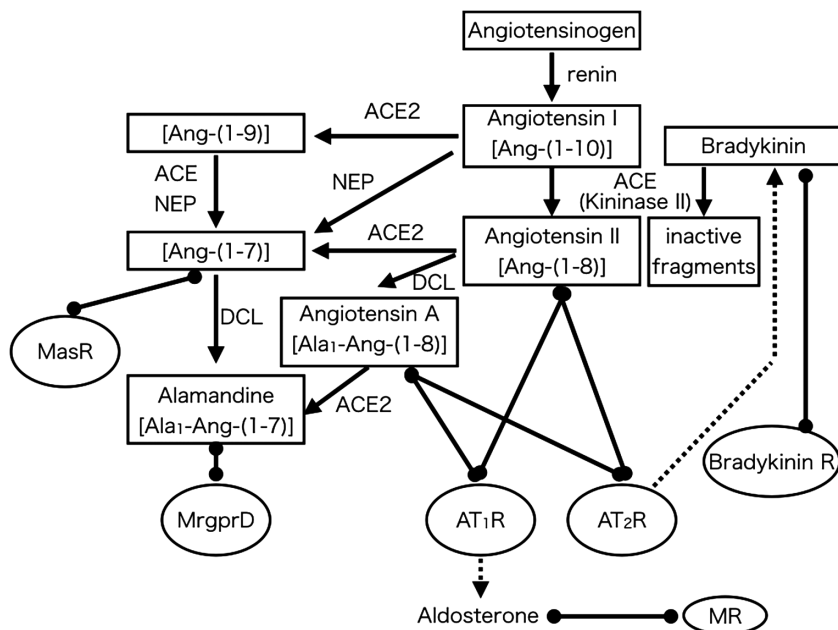 Angiotensinogen
renin
ACE2
[Ang-(1-9)]
Angiotensin I
[Ang-(1-10)]
Bradykinin
ACE
NEP
NEP
ACE
(Kininase II)
[Ang-(1-7)]
ACE2
Angiotensin II
[Ang-(1-8)]
inactive
fragments
DCL
DCL
Angiotensin A
[Ala1-Ang-(1-8)]
MasR
Alamandine
[Ala1-Ang-(1-7)]
ACE2
Bradykinin R
MrgprD
AT1R
AT2R
Aldosterone
MR